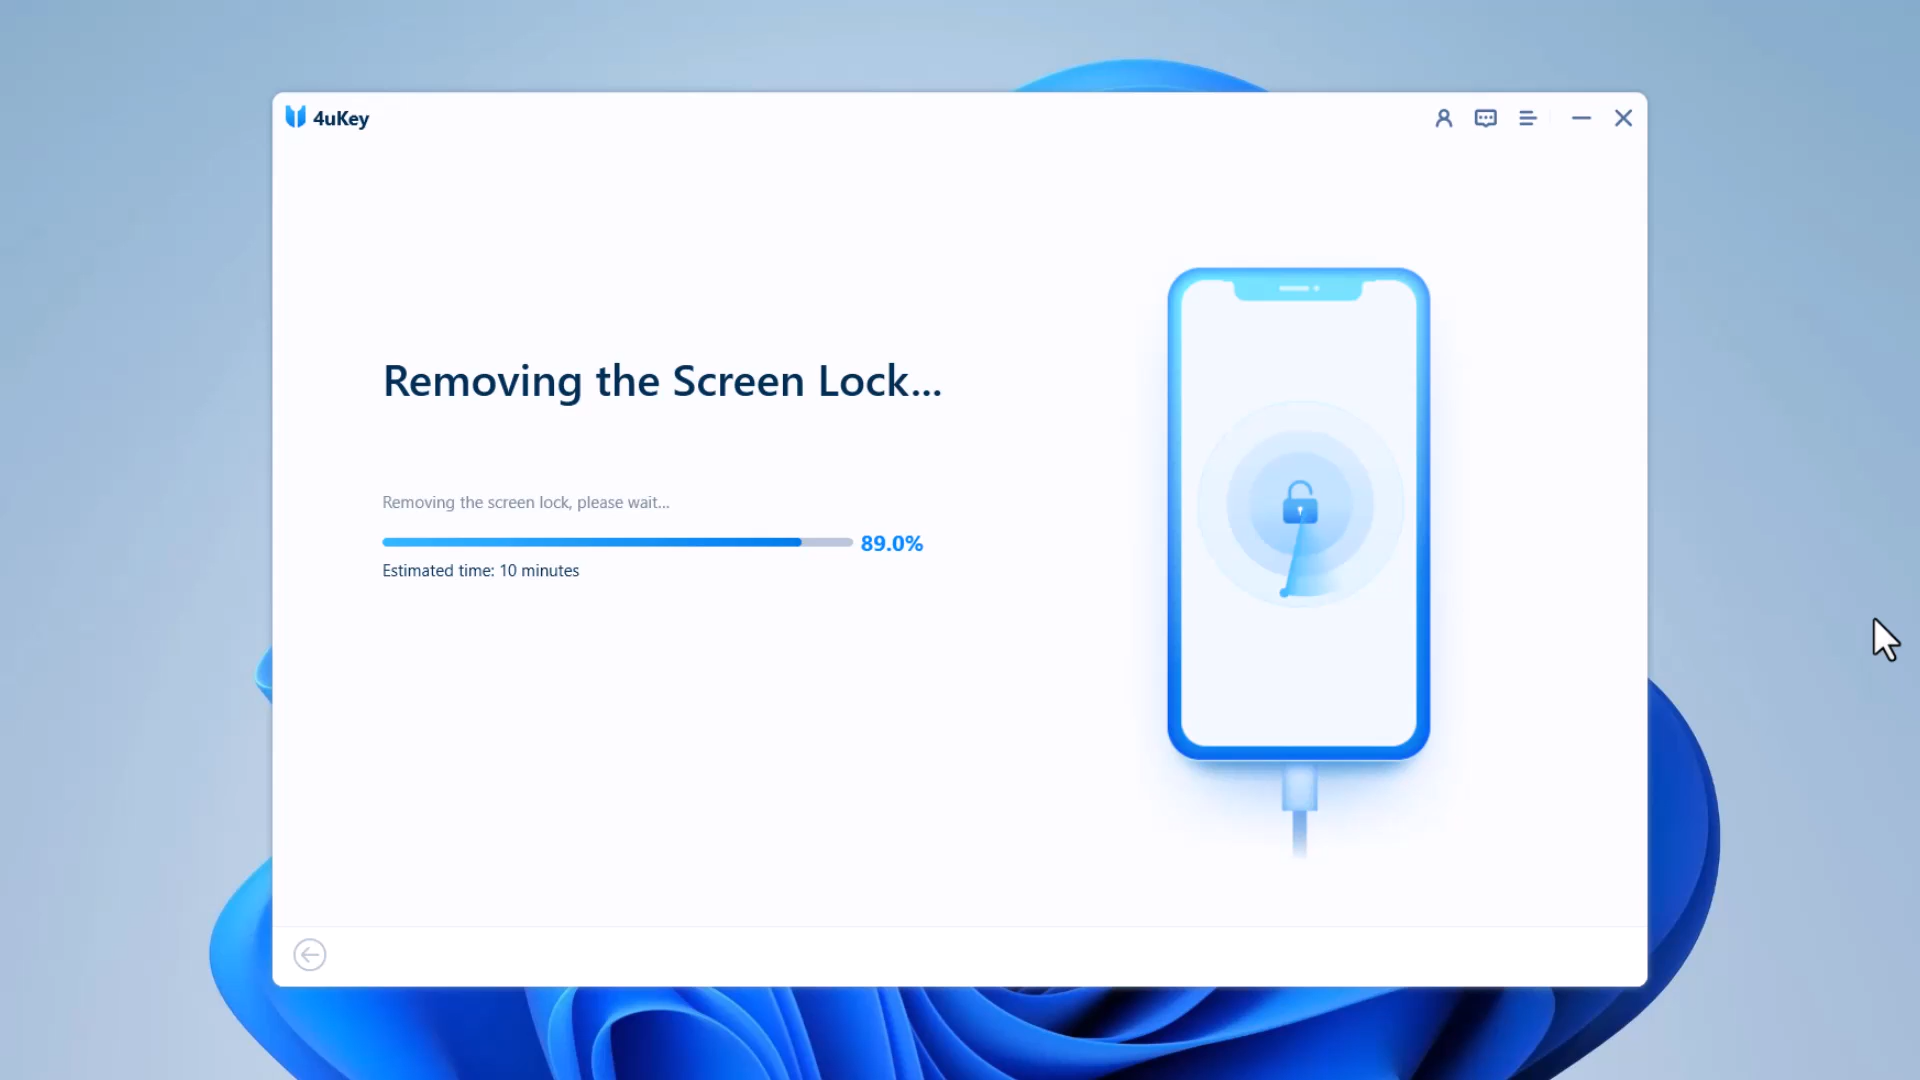 4uKey
Removing the Screen Lock...
Removing the screen lock, please wait...
89.0%
Estimated time: 10 minutes